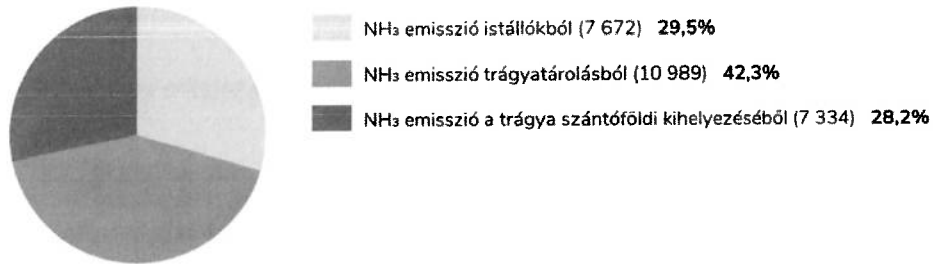 NH₃ emisszió istállókból (7 672) 29,5%
NH₃ emisszió trágyatárolásból (10 989) 42,3%
NH₃ emisszió a trágya szántóföldi kihelyezéséből (7 334) 28,2%